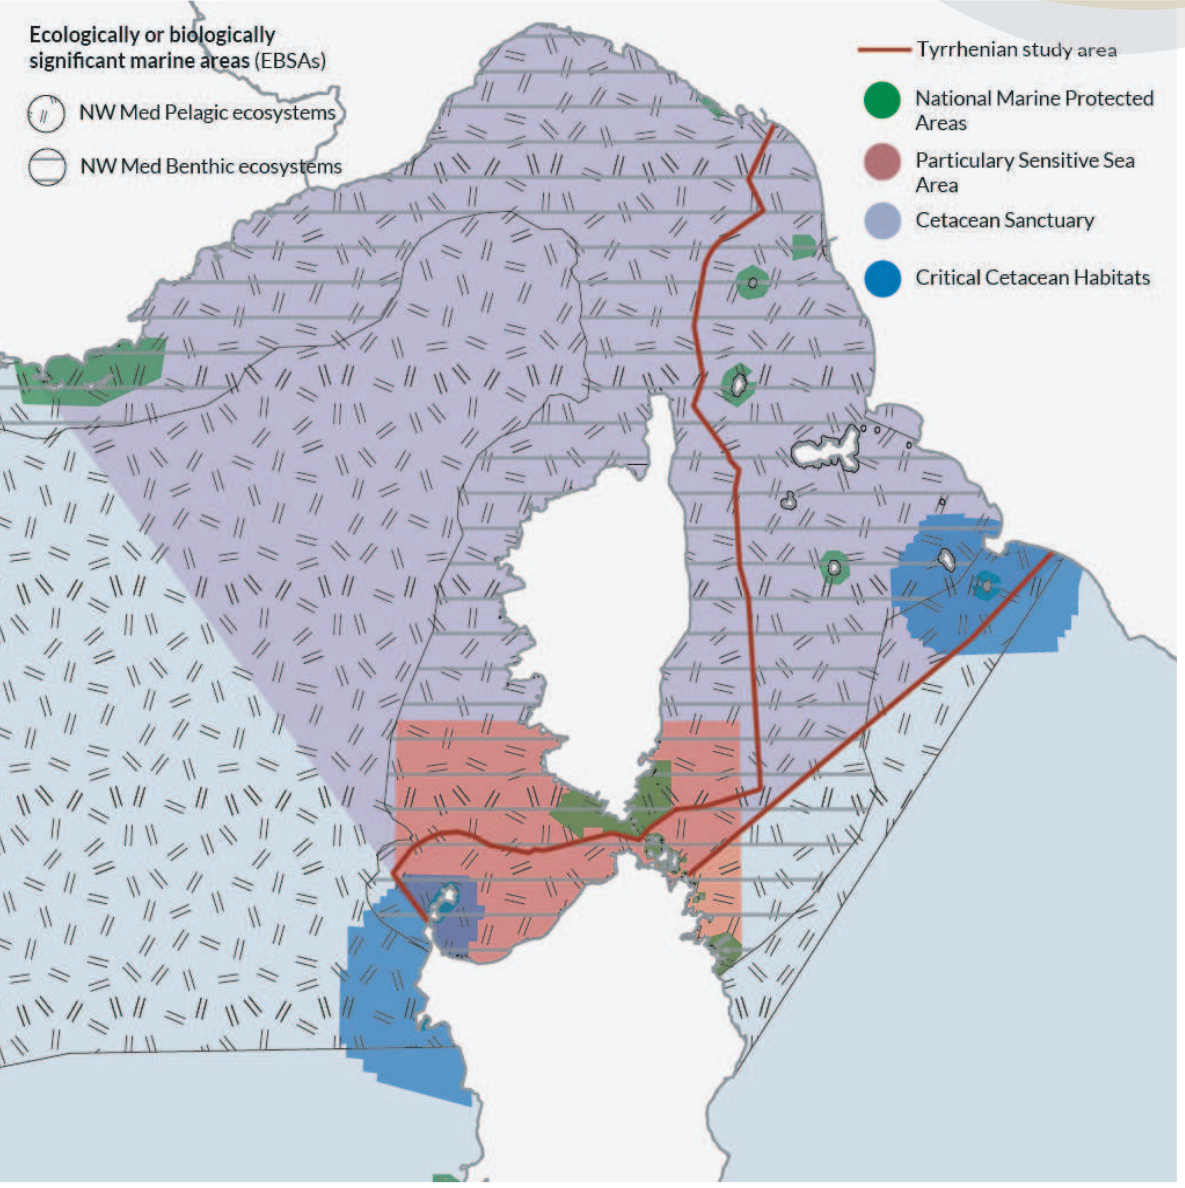 Ecologically or biologically
significant marine areas (EBSAs)
NW Med Pelagic ecosystems
NW Med Benthic ecosystems
Tyrrhenian study area
National Marine Protected
Areas
Particulary Sensitive Sea
Area
Cetacean Sanctuary
Critical Cetacean Habitats